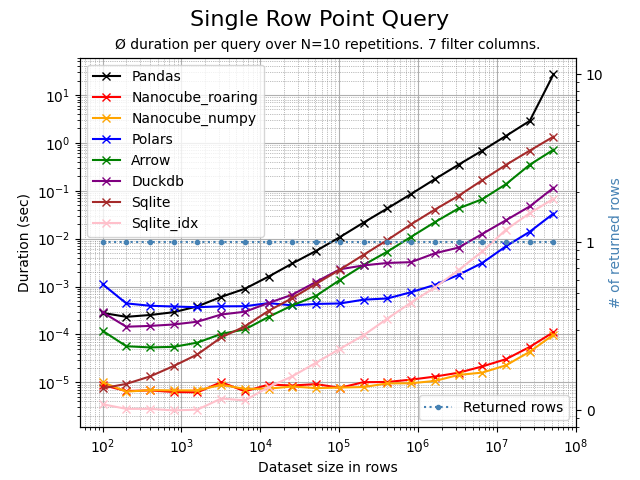 Single Row Point Query
Ø duration per query over N=10 repetitions. 7 filter columns.
Duration (sec)
10¹
10⁰
10⁻¹
10⁻²
10⁻³
10⁻⁴
10⁻⁵
Pandas
Nanocube_roaring
Nanocube_numpy
Polars
Arrow
Duckdb
Sqlite
Sqlite_idx
Returned rows
10
1
0
# of returned rows
10² 10³ 10⁴ 10⁵ 10⁶ 10⁷ 10⁸
Dataset size in rows